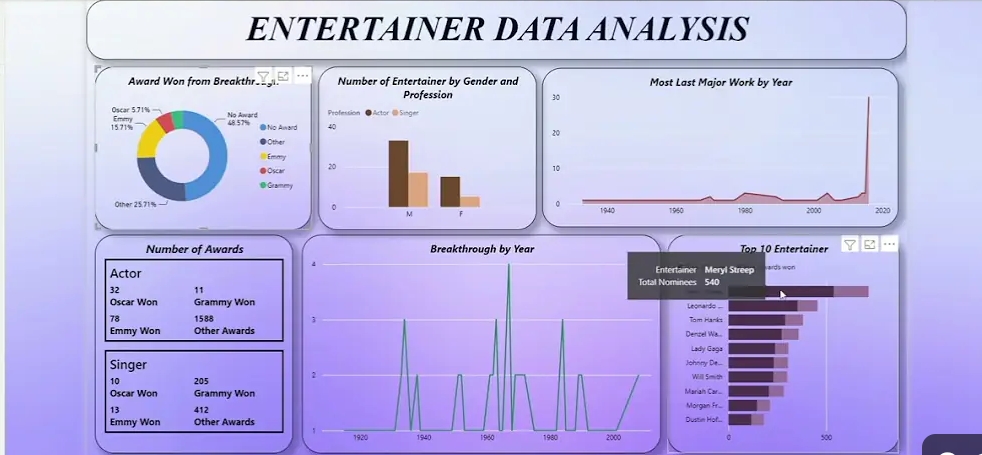 ENTERTAINER DATA ANALYSIS
Award Won from Breakthroug..
Oscar 5.71%
Emmy
15.71%
No Award
48.57%
Other 25.71%
No Award
Other
Emmy
Oscar
Grammy
Number of Entertainer by Gender and
Profession
Profession Actor Singer
40
20
0
M F
Most Last Major Work by Year
30
20
10
0
1940 1960 1980 2000 2020
Number of Awards
Actor
32 11
Oscar Won Grammy Won
78 1588
Emmy Won Other Awards
Singer
10 205
Oscar Won Grammy Won
13 412
Emmy Won Other Awards
Breakthrough by Year
4
3
2
1
1920 1940 1960 1980 2000
Top 10 Entertainer
wards won
Entertainer Meryl Streep
Total Nominees 540
Leonardo ...
Tom Hanks
Denzel Wa...
Lady Gaga
Johnny De...
Will Smith
Mariah Car...
Morgan Fr...
Dustin Hof...
0 500